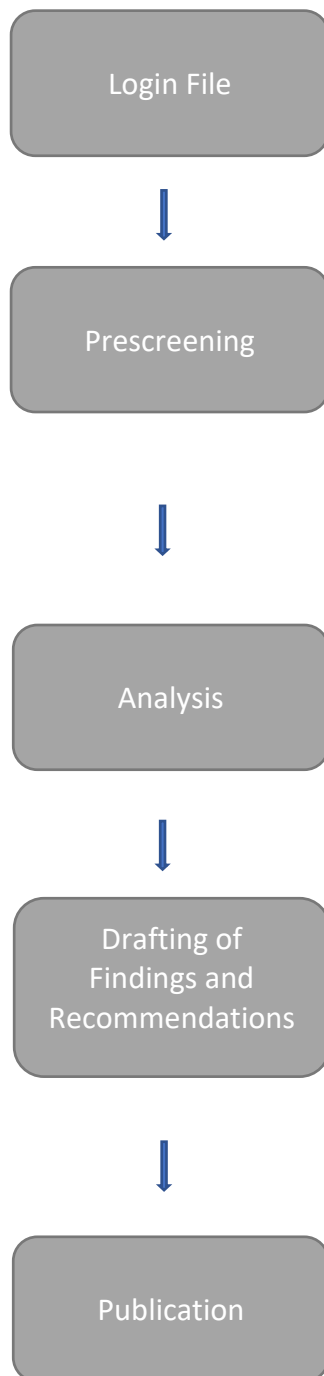 Login File
Prescreening
Analysis
Drafting of
Findings and
Recommendations
Publication